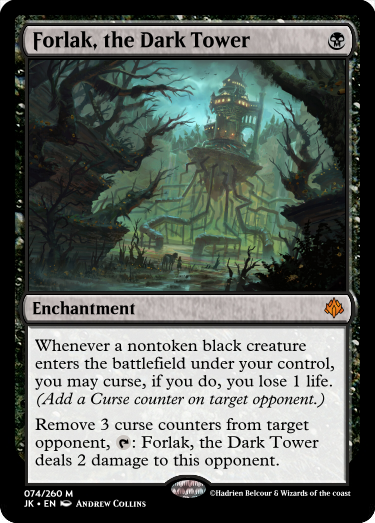 Forlak, the Dark Tower
Enchantment
Whenever a nontoken black creature
enters the battlefield under your control,
you may curse, if you do, you lose 1 life.
(Add a Curse counter on target opponent.)
Remove 3 curse counters from target
opponent, : Forlak, the Dark Tower
deals 2 damage to this opponent.
074/260 M
JK • EN Andrew Collins
©Hadrien Belcour & Wizards of the coast